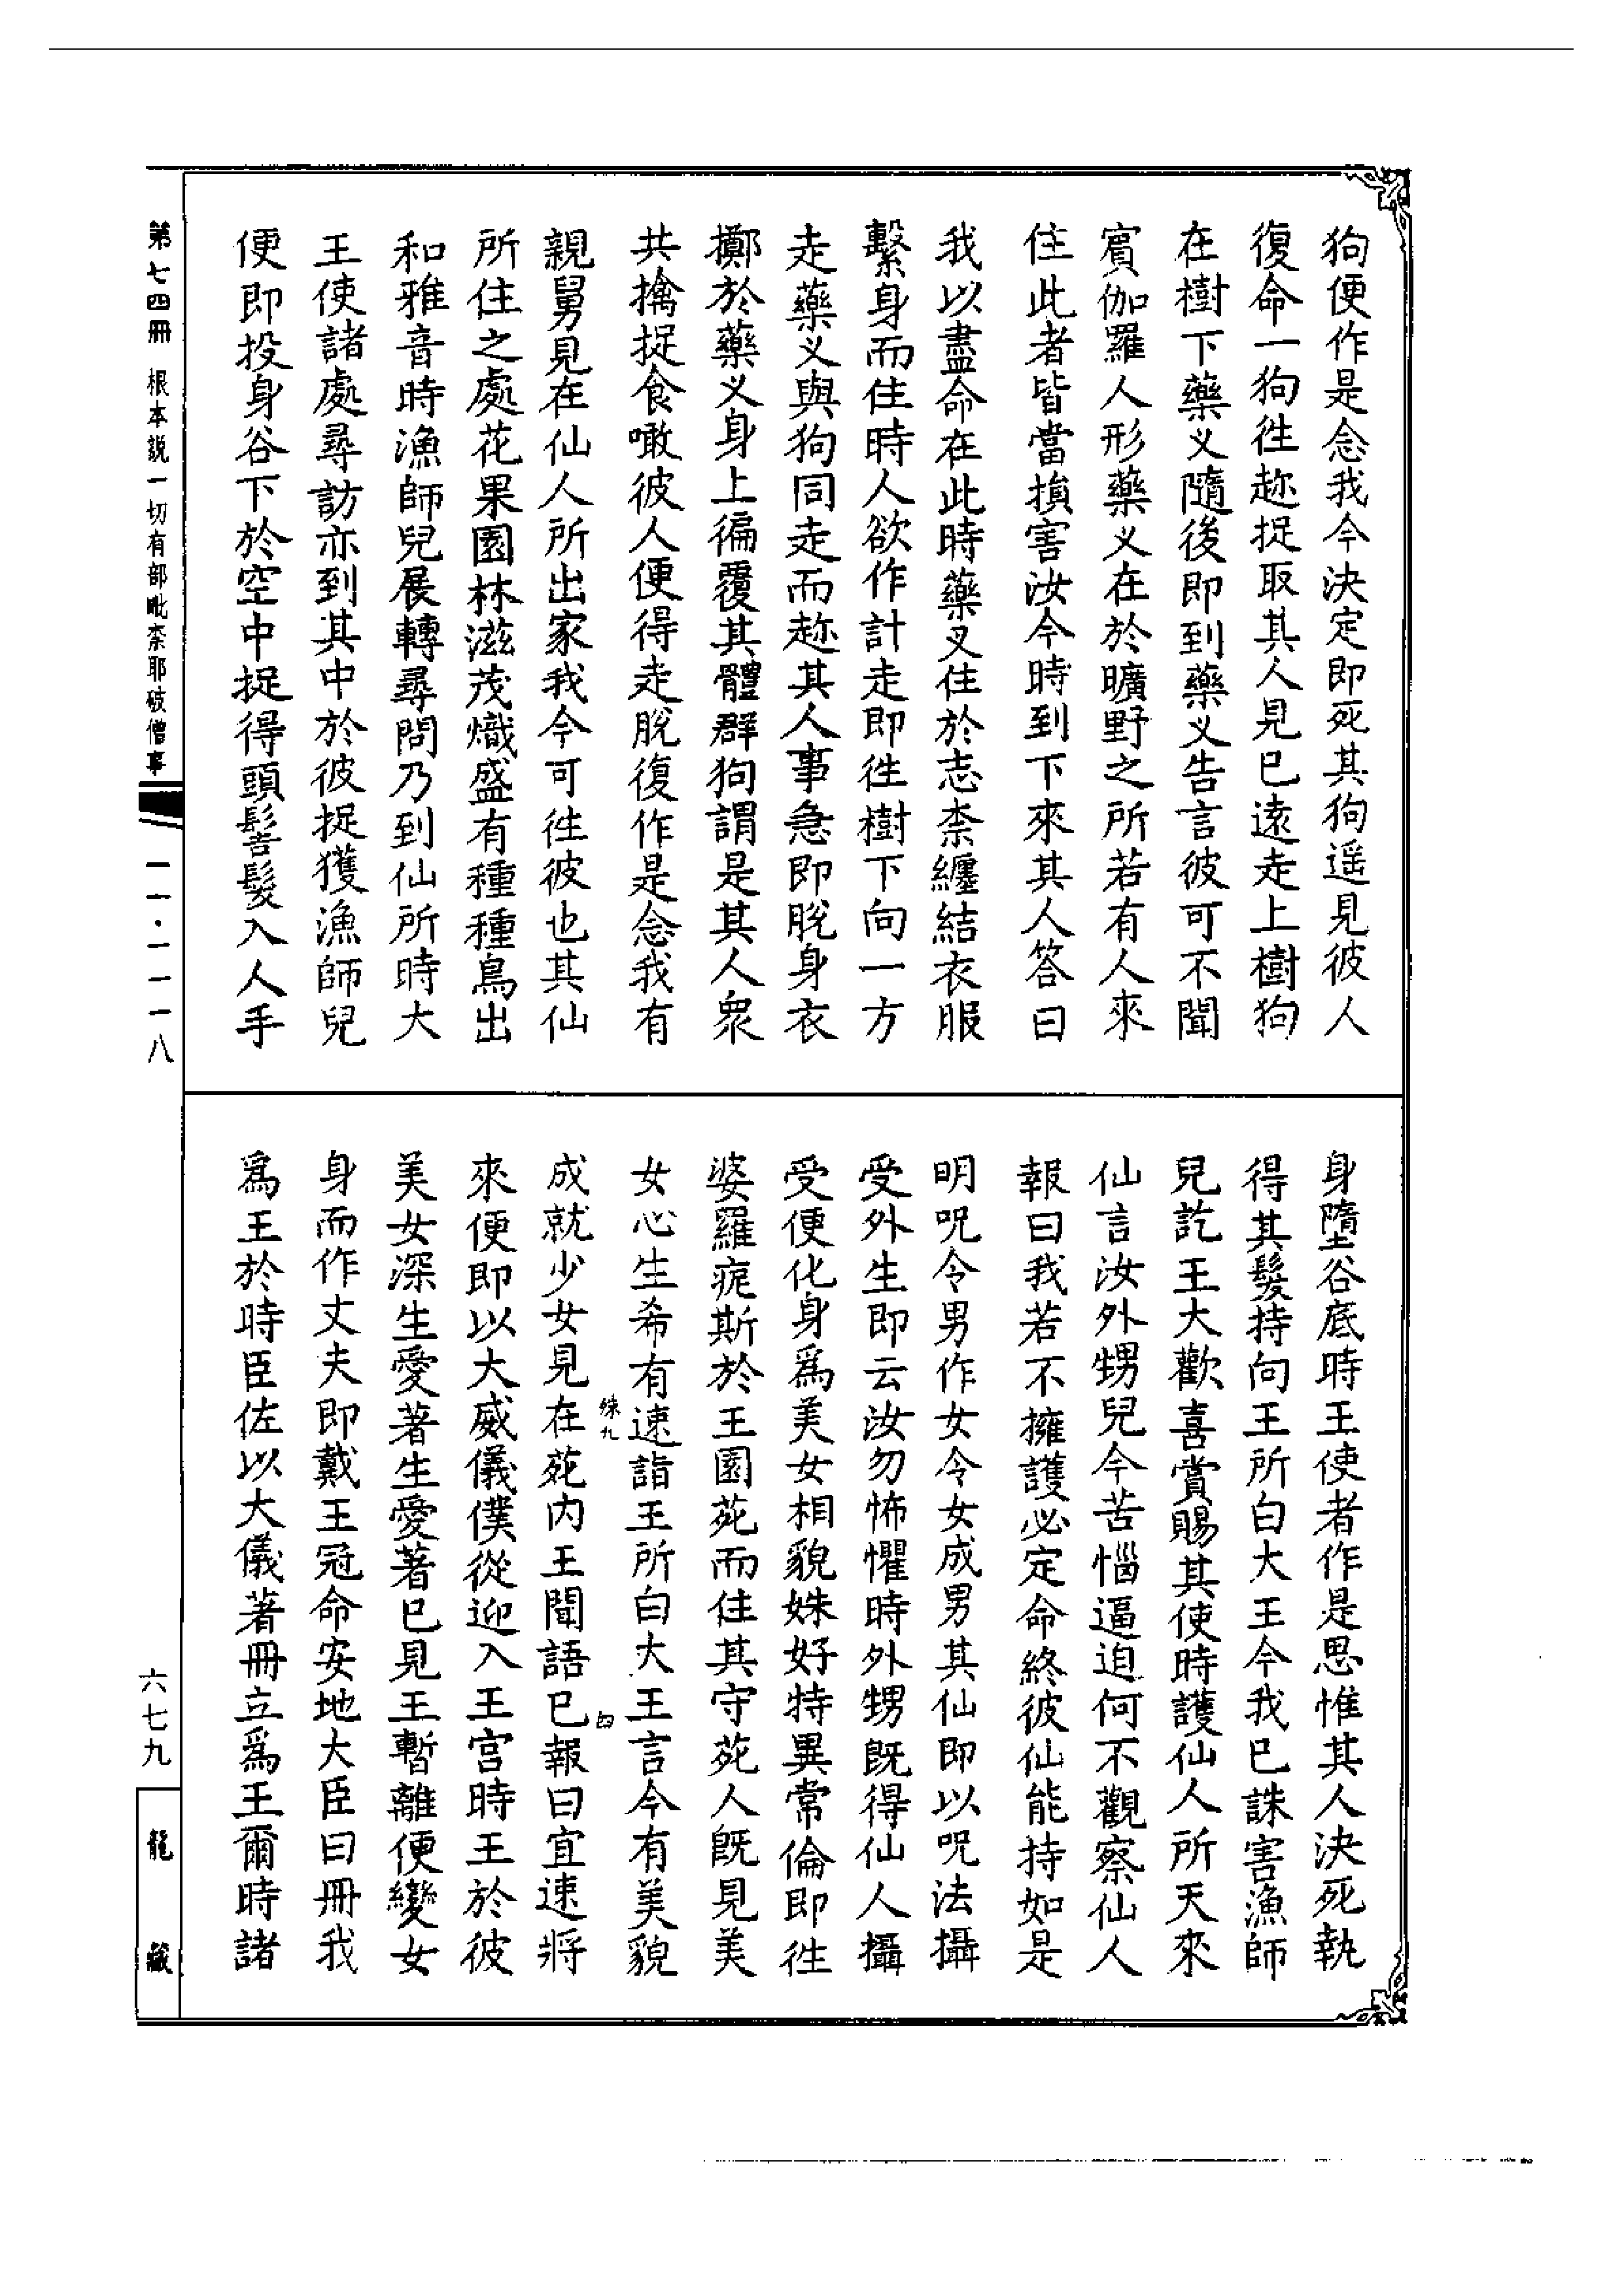 狗便作是念我今決定即死其狗遥見彼人
復命一狗徃趂捉取其人見已遠走上樹狗
在樹下藥叉隨後即到藥叉告言彼可不聞
賓伽羅人形藥叉在於曠野之所若有人來
住此者皆當損害汝今時到下來其人答曰
我以盡命在此時藥叉住於志柰纏結衣服
繫身而住時人欲作計走即徃樹下向一方
走藥叉與狗同走而趂其人事急即脫身衣
擲於藥叉身上徧覆其體群狗謂是其人衆
共擒捉食噉彼人便得走脫復作是念我有
親舅見在仙人所出家我今可徃彼也其仙
所住之處花果園林滋茂熾盛有種種鳥出
和雅音時漁師兒展轉尋問乃到仙所時大
王使諸處尋訪亦到其中於彼捉獲漁師兒
便即投身谷下於空中捉得頭髻髮入人手
身墮谷底時王使者作是思惟其人決死執
得其髮持向王所白大王今我已誅害漁師
兒訖王大歡喜賞賜其使時護仙人所天來
仙言汝外甥兒今苦惱逼迫何不觀察仙人
報曰我若不擁護必定命終彼仙能持如是
明呪令男作女令女成男其仙即以呪法攝
受外生即云汝勿怖懼時外甥既得仙人攝
受便化身爲美女相貌姝好特異常倫即徃
婆羅痆斯於王園苑而住其守苑人既見美
女心生希有速詣王所白大王言今有美貌
成就少女見在苑内王聞語已報曰宜速將
來便即以大威儀僕從迎入王宫時王於彼
美女深生愛著生愛著已見王暫離便變女
身而作丈夫即戴王冠命安地大臣曰冊我
爲王於時臣佐以大儀著冊立爲王爾時諸
第七四冊 根本説一切有部毗柰耶破僧事
一一·一一一八
六七九
龍藏